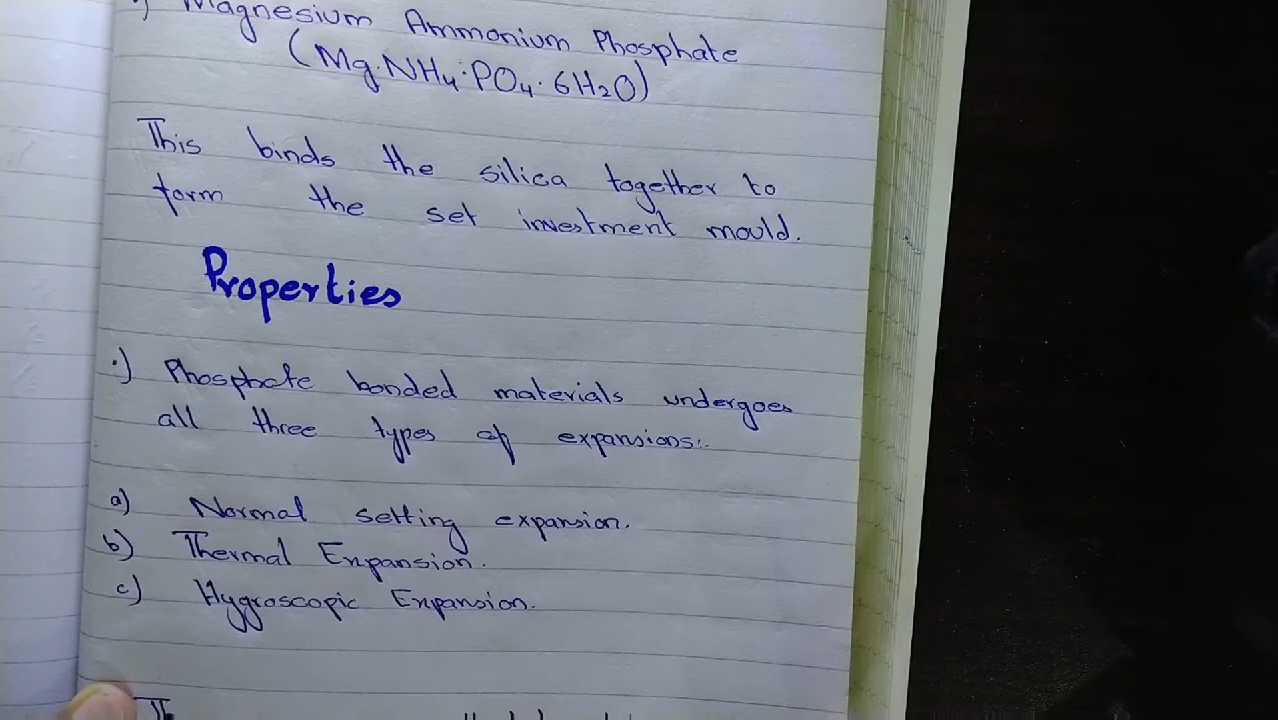 Magnesium Ammonium Phosphate
(Mg.NH4.PO4.6H2O)
This binds the silica together to
form the set investment mould.
Properties
.) Phosphate bonded materials undergoes
all three types of expansions:-
a) Normal setting expansion.
b) Thermal Expansion.
c) Hygroscopic Expansion.